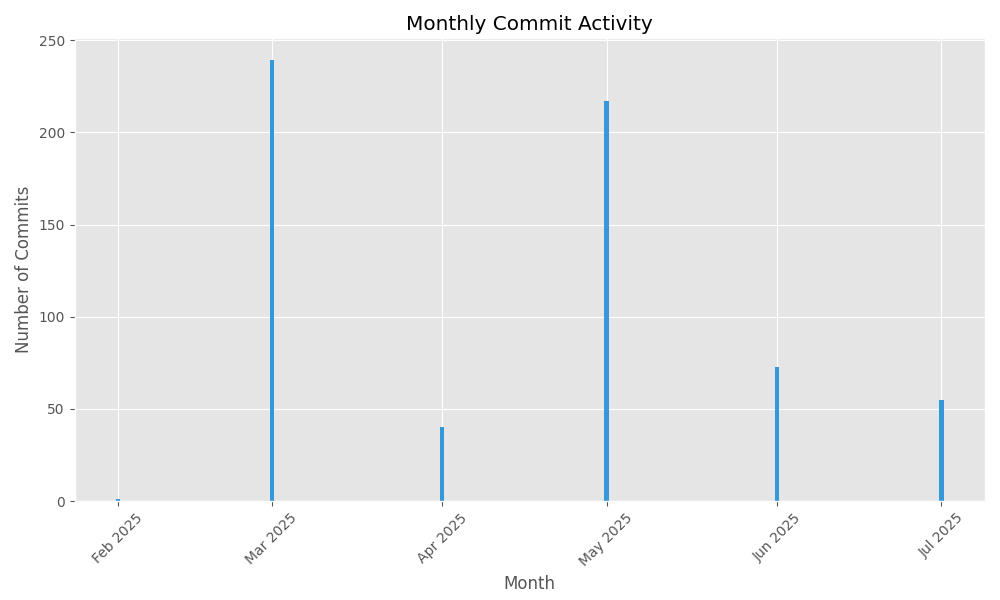 Monthly Commit Activity
Number of Commits
250
200
150
100
50
0
Feb 2025
Mar 2025
Apr 2025
May 2025
Jun 2025
Jul 2025
Month